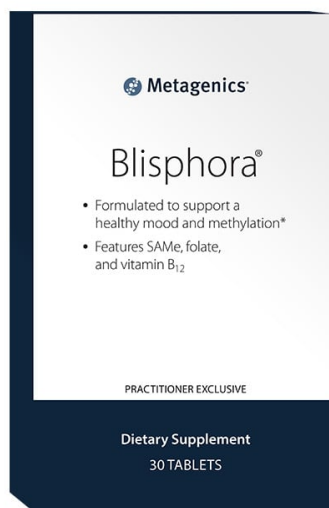 Metagenics
Blisphora®
• Formulated to support a
healthy mood and methylation*
• Features SAMe, folate,
and vitamin B₁₂
PRACTITIONER EXCLUSIVE
Dietary Supplement
30 TABLETS